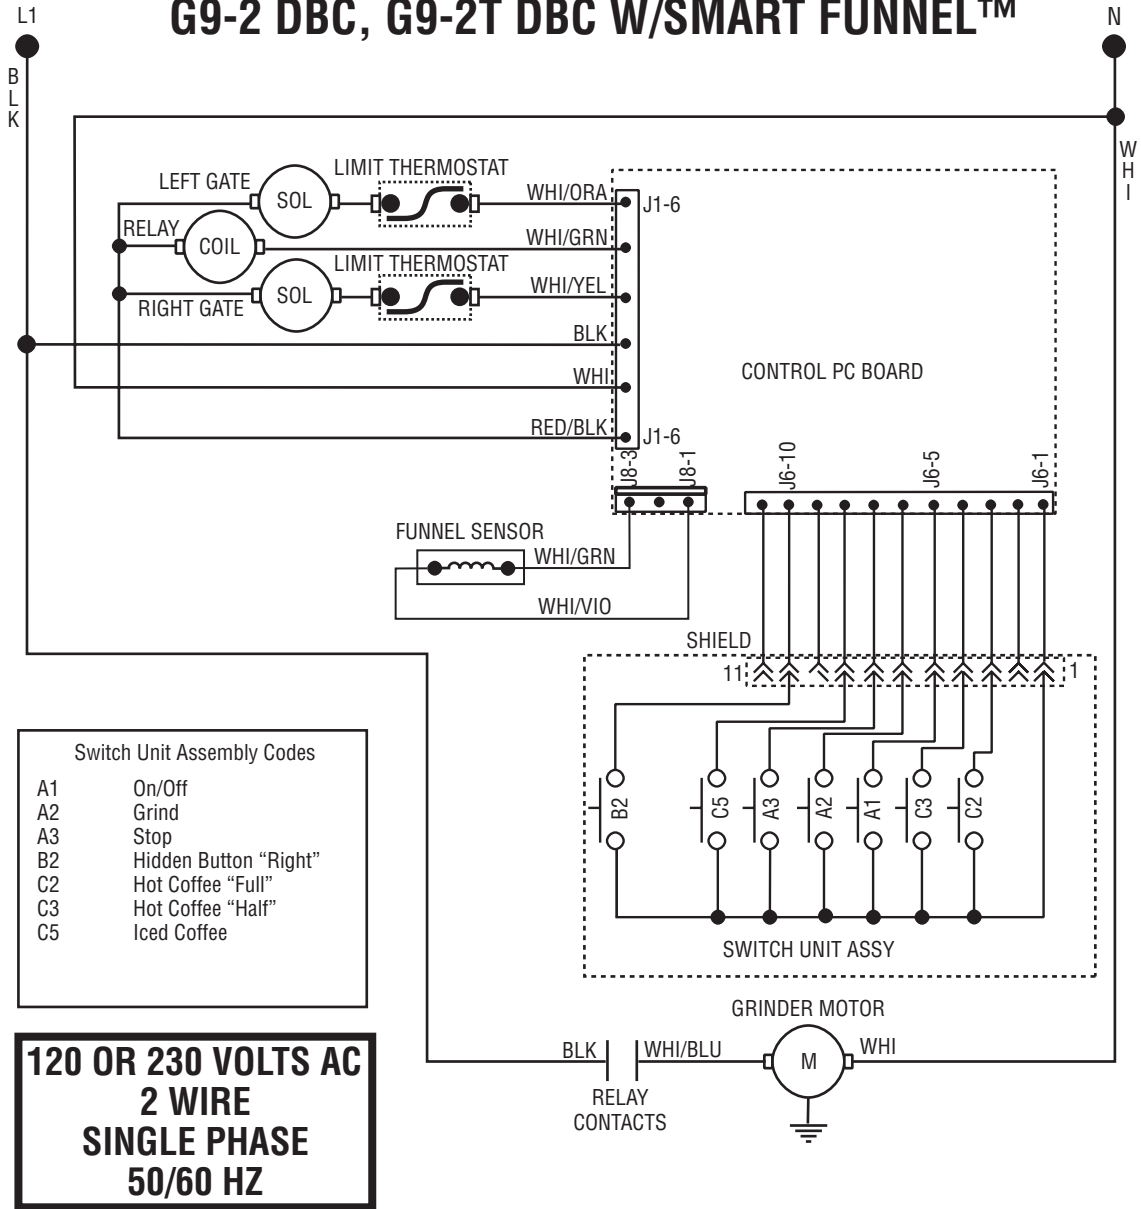 G9-2 DBC, G9-2T DBC W/SMART FUNNEL™
L1
N
BLK
WHI
LEFT GATE
SOL
LIMIT THERMOSTAT
WHI/ORA
J1-6
RELAY
COIL
WHI/GRN
LIMIT THERMOSTAT
RIGHT GATE
SOL
WHI/YEL
BLK
WHI
CONTROL PC BOARD
RED/BLK
J1-6
J8-3
J8-1
J6-10
J6-5
J6-1
FUNNEL SENSOR
WHI/GRN
WHI/VIO
SHIELD
11
1
B2
C5
A3
A2
A1
C3
C2
SWITCH UNIT ASSY
Switch Unit Assembly Codes
A1 On/Off
A2 Grind
A3 Stop
B2 Hidden Button “Right”
C2 Hot Coffee “Full”
C3 Hot Coffee “Half”
C5 Iced Coffee
GRINDER MOTOR
BLK
WHI/BLU
M
WHI
RELAY
CONTACTS
120 OR 230 VOLTS AC
2 WIRE
SINGLE PHASE
50/60 HZ